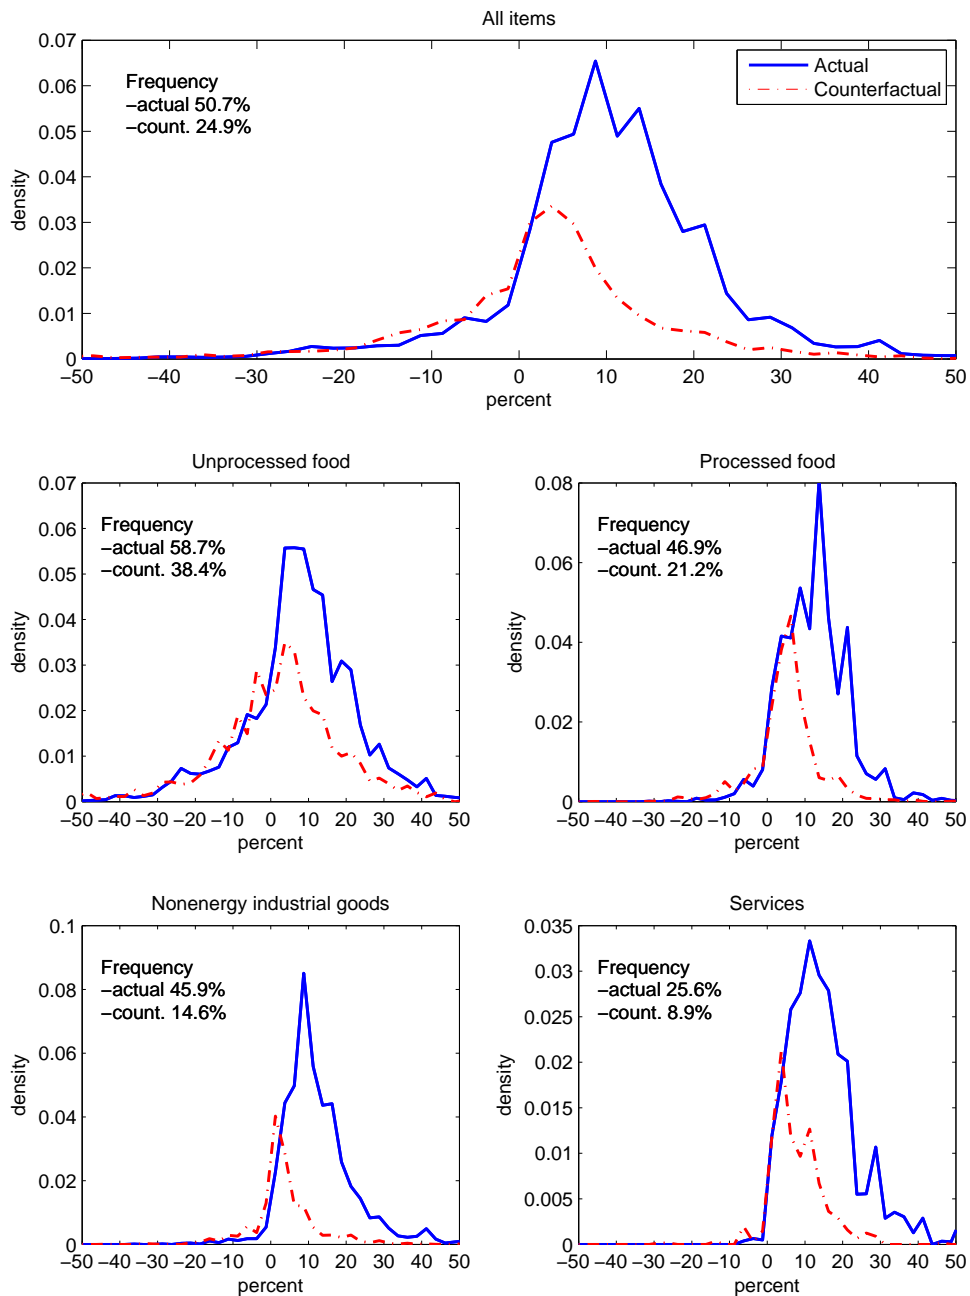 All items
0.07
0.06
0.05
0.04
0.03
0.02
0.01
0
density
Frequency
−actual 50.7%
−count. 24.9%
Actual
Counterfactual
−50 −40 −30 −20 −10 0 10 20 30 40 50
percent
Unprocessed food
0.07
0.06
0.05
0.04
0.03
0.02
0.01
0
density
Frequency
−actual 58.7%
−count. 38.4%
−50 −40 −30 −20 −10 0 10 20 30 40 50
percent
Processed food
0.08
0.06
0.04
0.02
0
density
Frequency
−actual 46.9%
−count. 21.2%
−50 −40 −30 −20 −10 0 10 20 30 40 50
percent
Nonenergy industrial goods
0.1
0.08
0.06
0.04
0.02
0
density
Frequency
−actual 45.9%
−count. 14.6%
−50 −40 −30 −20 −10 0 10 20 30 40 50
percent
Services
0.035
0.03
0.025
0.02
0.015
0.01
0.005
0
density
Frequency
−actual 25.6%
−count. 8.9%
−50 −40 −30 −20 −10 0 10 20 30 40 50
percent